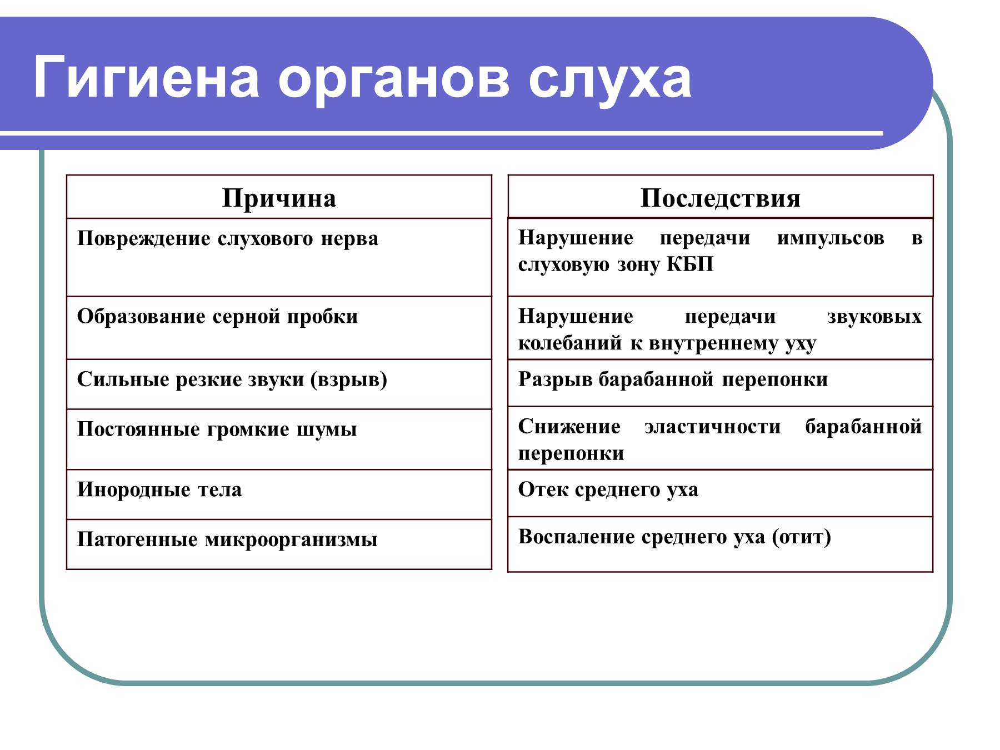 Гигиена органов слуха
Причина
Повреждение слухового нерва
Образование серной пробки
Сильные резкие звуки (взрыв)
Постоянные громкие шумы
Инородные тела
Патогенные микроорганизмы
Последствия
Нарушение передачи импульсов в
слуховую зону КБП
Нарушение передачи звуковых
колебаний к внутреннему уху
Разрыв барабанной перепонки
Снижение эластичности барабанной
перепонки
Отек среднего уха
Воспаление среднего уха (отит)